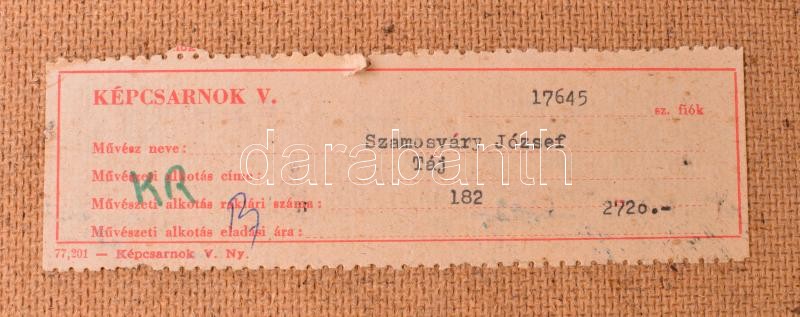 KÉPCSARNOK V.
17645 sz. fiók
Művész neve: Szamosváry József
Művészeti alkotás címe: Táj
KR
Művészeti alkotás raktári száma: 182
2720.-
Művészeti alkotás eladási ára:
77,201 — Képcsarnok V. Ny.
darabanth